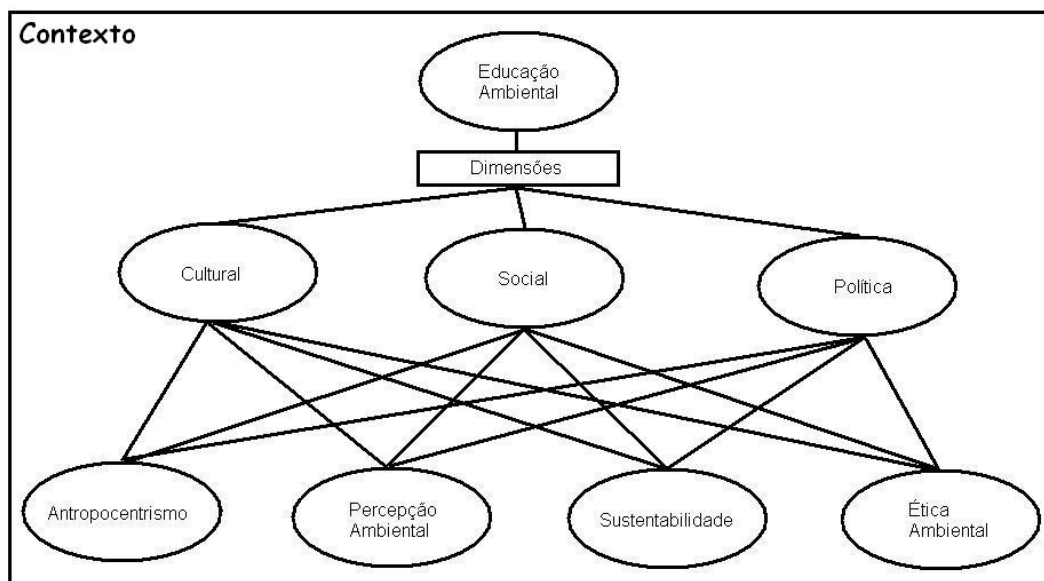 Contexto
Educação
Ambiental
Dimensões
Cultural
Social
Política
Antropocentrismo
Percepção
Ambiental
Sustentabilidade
Ética
Ambiental